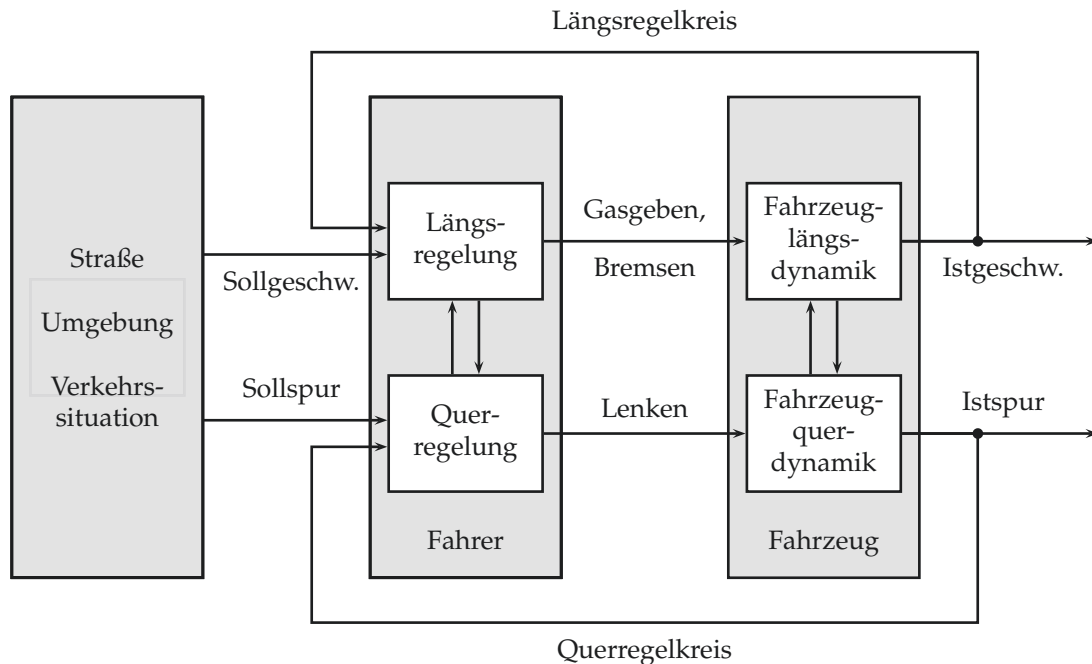 Längsregelkreis
Straße
Umgebung
Verkehrs-
situation
Sollgeschw.
Sollspur
Längs-
regelung
Quer-
regelung
Fahrer
Gasgeben,
Bremsen
Lenken
Fahrzeug-
längs-
dynamik
Fahrzeug-
quer-
dynamik
Fahrzeug
Istgeschw.
Istspur
Querregelkreis